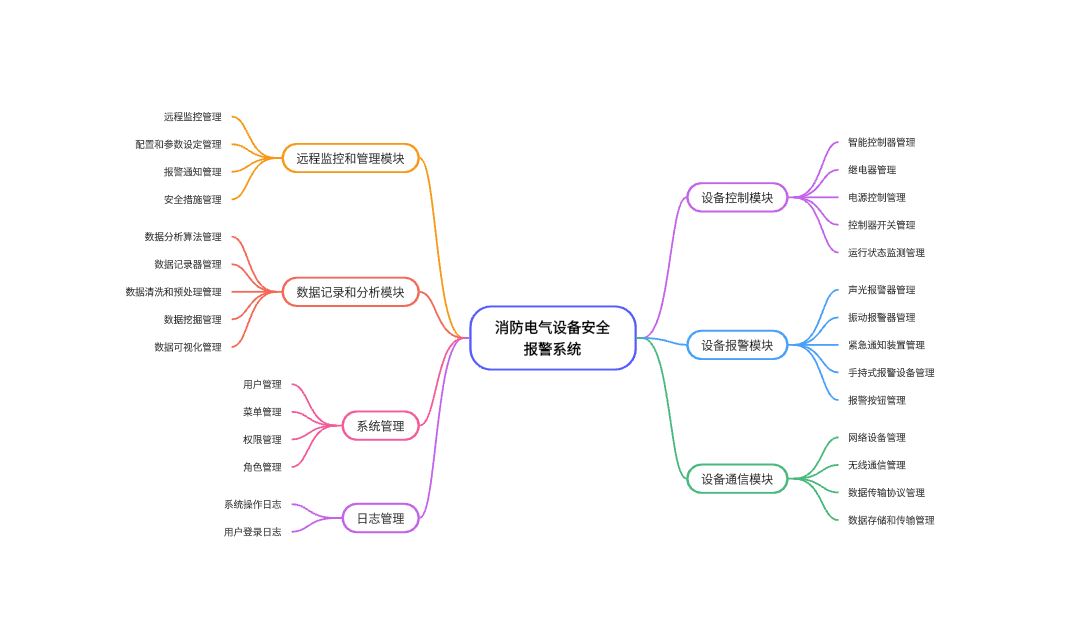 消防电气设备安全
报警系统
远程监控和管理模块
远程监控管理
配置和参数设定管理
报警通知管理
安全措施管理
数据记录和分析模块
数据分析算法管理
数据记录器管理
数据清洗和预处理管理
数据挖掘管理
数据可视化管理
系统管理
用户管理
菜单管理
权限管理
角色管理
日志管理
系统操作日志
用户登录日志
设备控制模块
智能控制器管理
继电器管理
电源控制管理
控制器开关管理
运行状态监测管理
设备报警模块
声光报警器管理
振动报警器管理
紧急通知装置管理
手持式报警设备管理
报警按钮管理
设备通信模块
网络设备管理
无线通信管理
数据传输协议管理
数据存储和传输管理